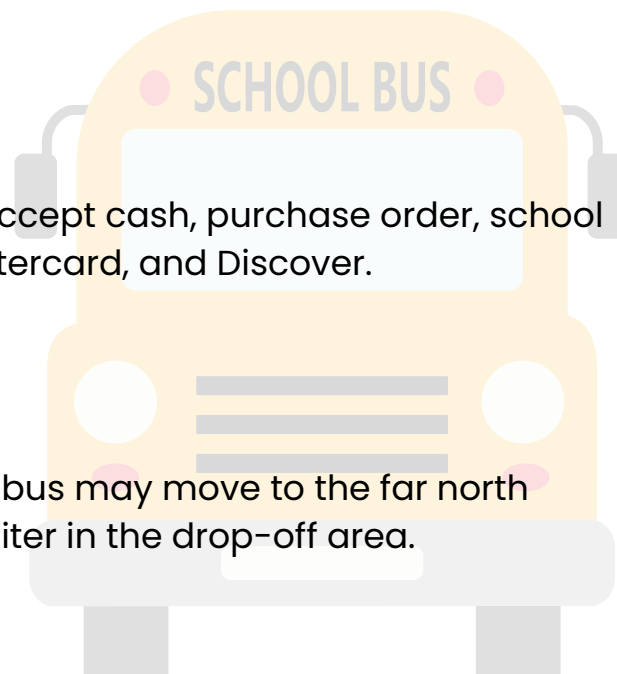 SCHOOL BUS
ccept cash, purchase order, school
tercard, and Discover.
bus may move to the far north
iter in the drop-off area.